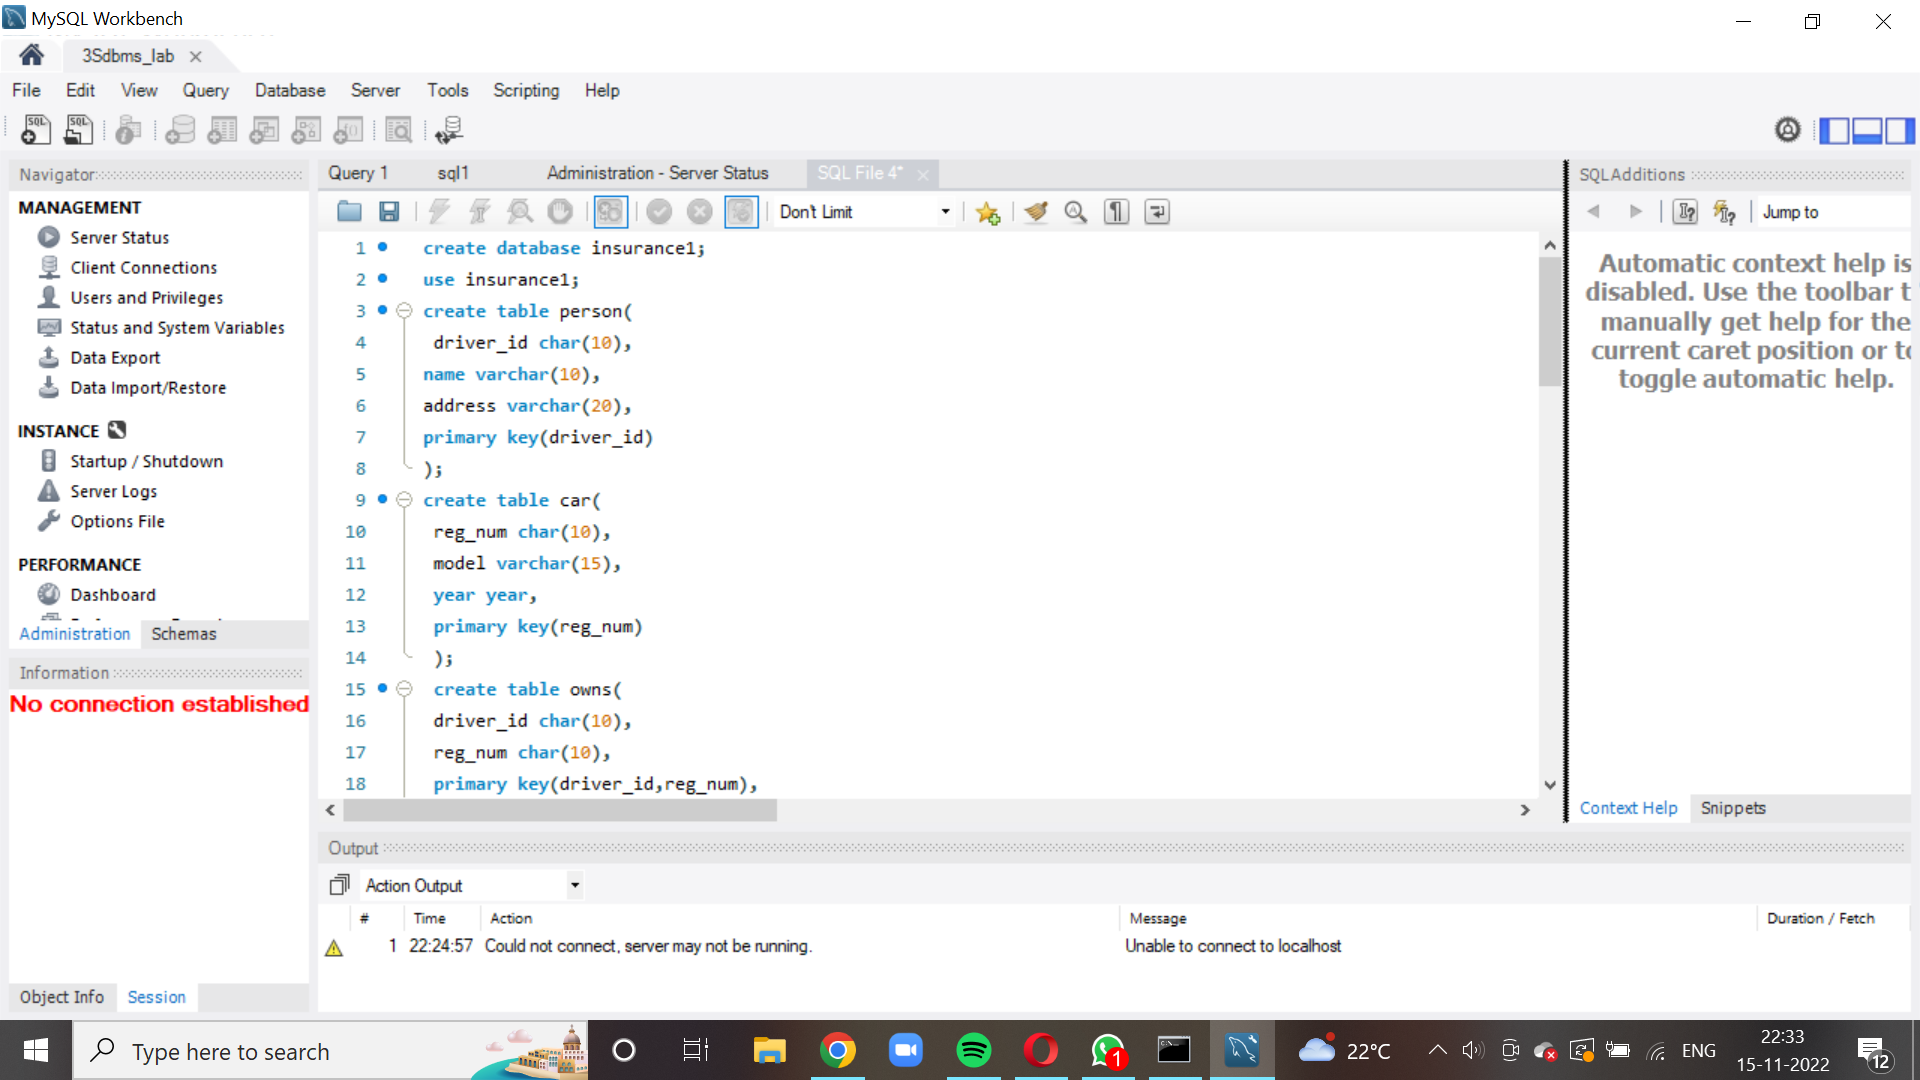 MySQL Workbench
3Sdbms_lab
File Edit View Query Database Server Tools Scripting Help
Navigator
MANAGEMENT
Server Status
Client Connections
Users and Privileges
Status and System Variables
Data Export
Data Import/Restore
INSTANCE
Startup / Shutdown
Server Logs
Options File
PERFORMANCE
Dashboard
Administration Schemas
Information
No connection established
Object Info Session
Query 1 sql1 Administration - Server Status SQL File 4*
Don't Limit
1 create database insurance1;
2 use insurance1;
3 create table person(
4 driver_id char(10),
5 name varchar(10),
6 address varchar(20),
7 primary key(driver_id)
8 );
9 create table car(
10 reg_num char(10),
11 model varchar(15),
12 year year,
13 primary key(reg_num)
14 );
15 create table owns(
16 driver_id char(10),
17 reg_num char(10),
18 primary key(driver_id,reg_num),
SQLAdditions
Jump to
Automatic context help is
disabled. Use the toolbar t
manually get help for the
current caret position or to
toggle automatic help.
Context Help Snippets
Output
Action Output
# Time Action Message Duration / Fetch
1 22:24:57 Could not connect, server may not be running. Unable to connect to localhost
Type here to search
1
22°C
ENG
22:33
15-11-2022
12